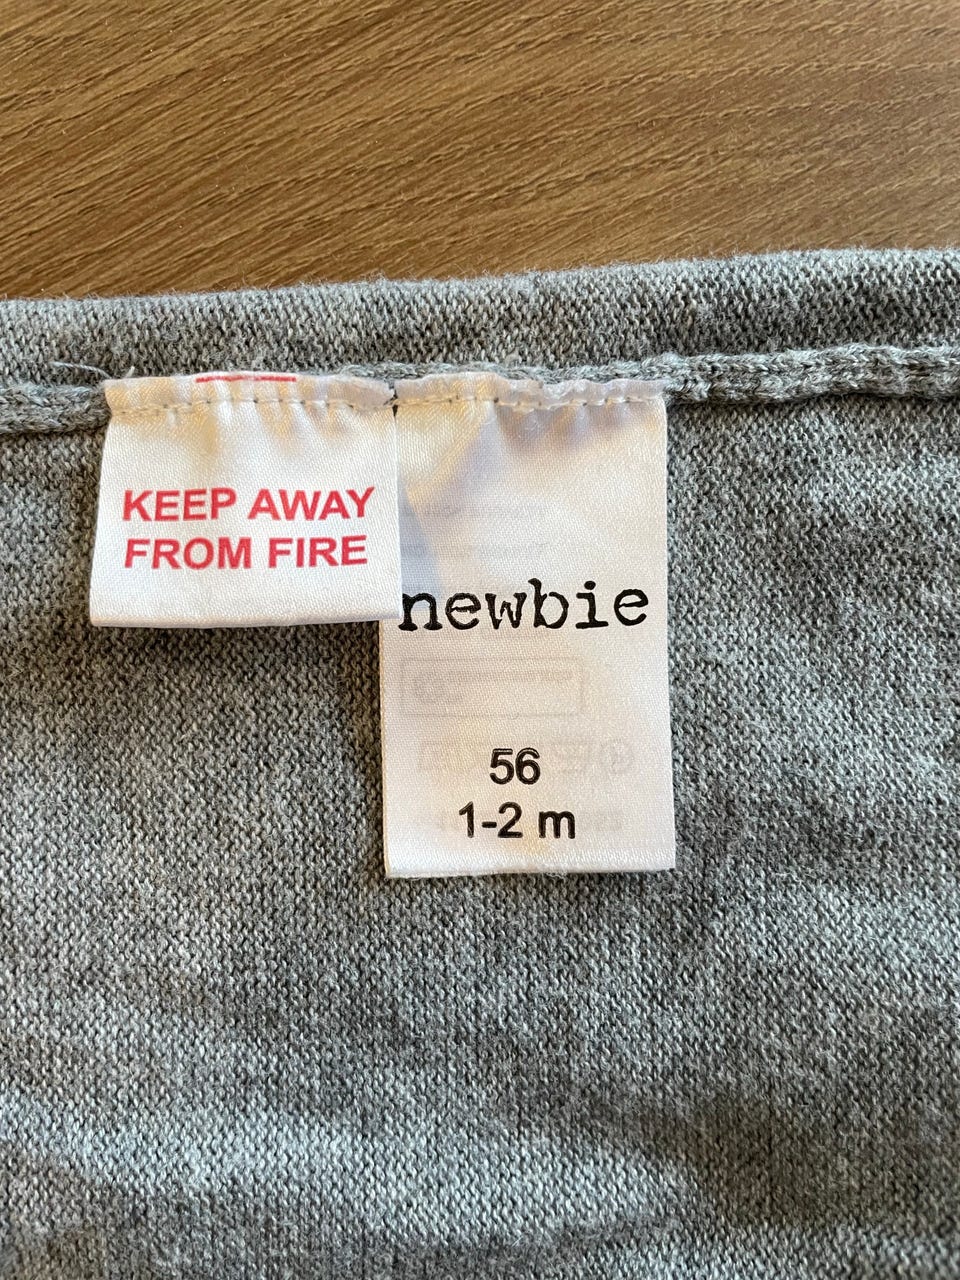 KEEP AWAY
FROM FIRE
newbie
56
1-2 m